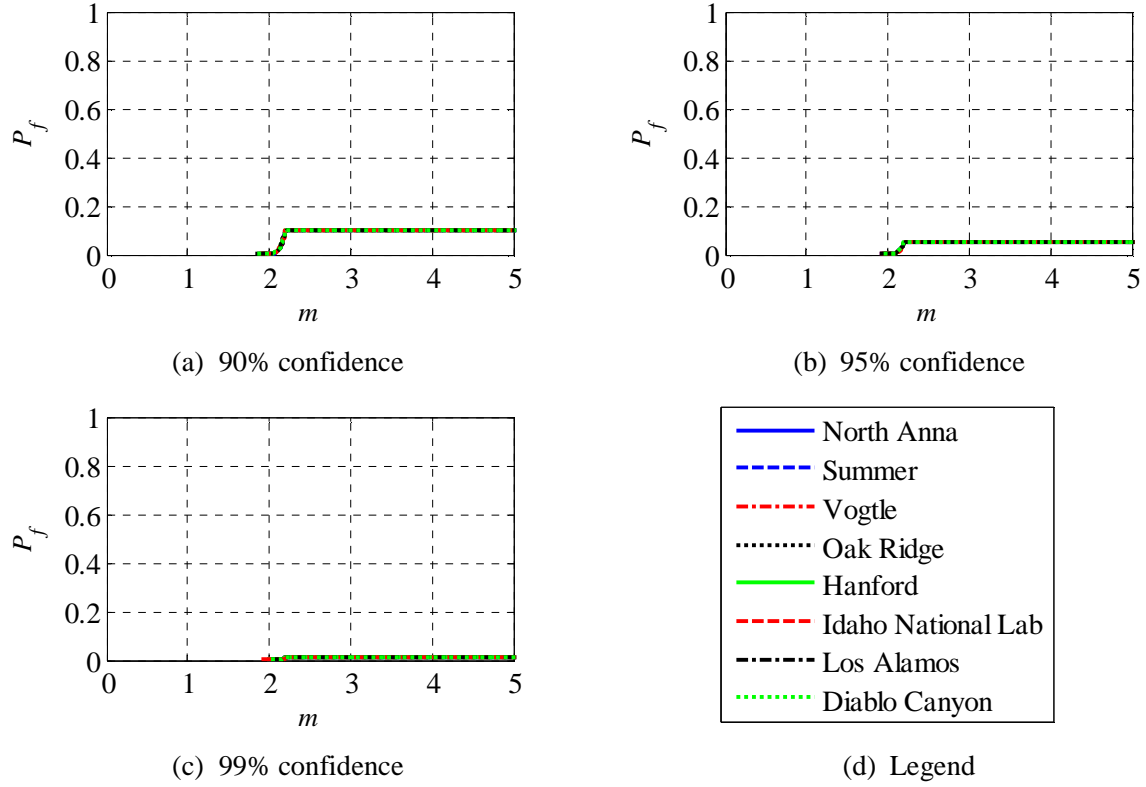 1
0.8
0.6
0.4
0.2
0
P_f
0 1 2 3 4 5
m
(a) 90% confidence
1
0.8
0.6
0.4
0.2
0
P_f
0 1 2 3 4 5
m
(b) 95% confidence
1
0.8
0.6
0.4
0.2
0
P_f
0 1 2 3 4 5
m
(c) 99% confidence
North Anna
Summer
Vogtle
Oak Ridge
Hanford
Idaho National Lab
Los Alamos
Diablo Canyon
(d) Legend